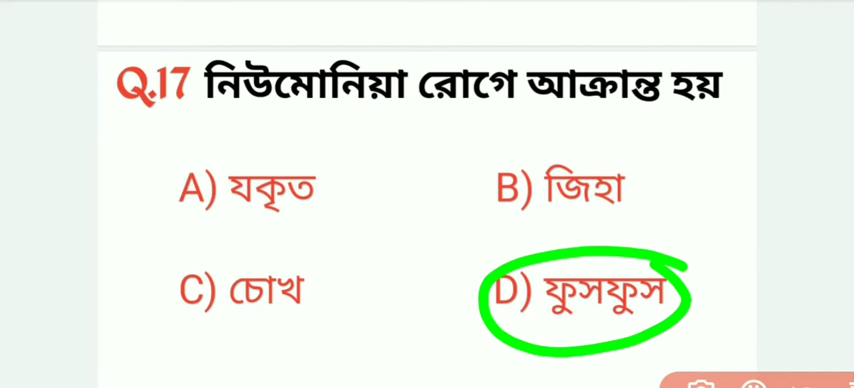 Q.17 নিউমোনিয়া রোগে আক্রান্ত হয়
A) যকৃত B) জিহা
C) চোখ D) ফুসফুস